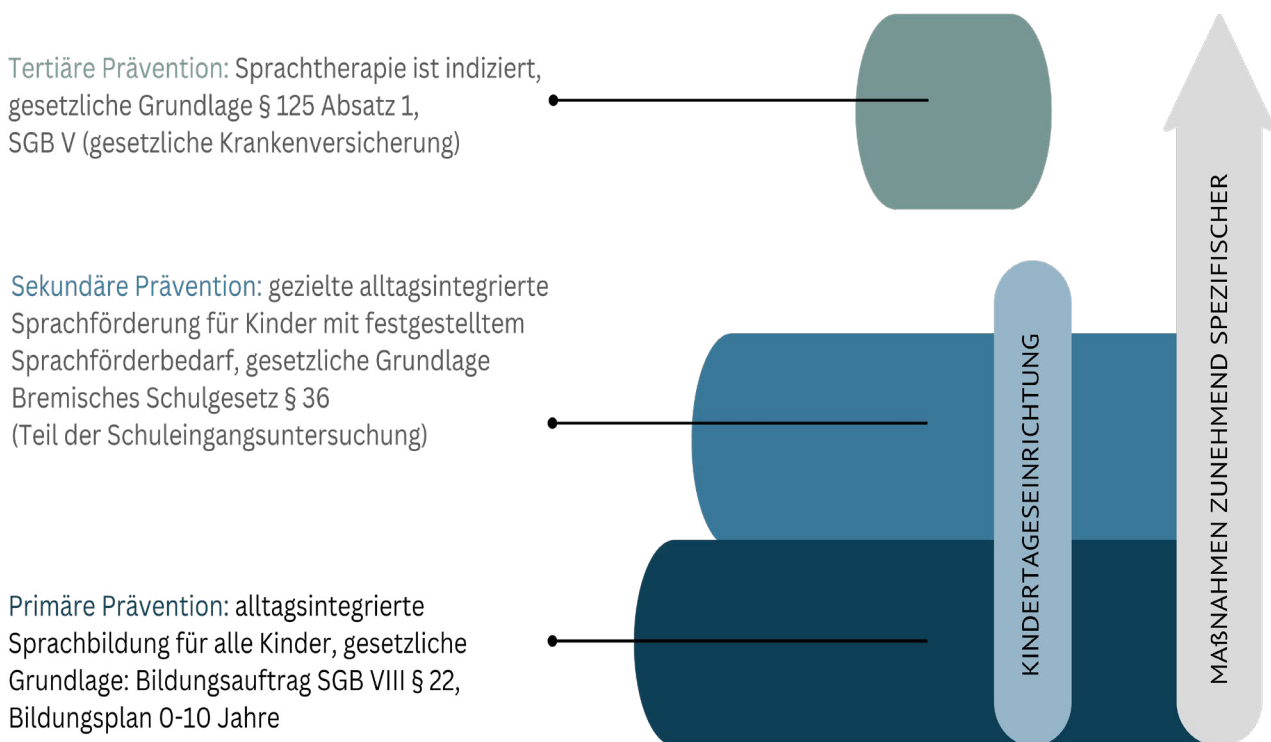 Tertiäre Prävention: Sprachtherapie ist indiziert,
gesetzliche Grundlage § 125 Absatz 1,
SGB V (gesetzliche Krankenversicherung)
Sekundäre Prävention: gezielte alltagsintegrierte
Sprachförderung für Kinder mit festgestelltem
Sprachförderbedarf, gesetzliche Grundlage
Bremisches Schulgesetz § 36
(Teil der Schuleingangsuntersuchung)
Primäre Prävention: alltagsintegrierte
Sprachbildung für alle Kinder, gesetzliche
Grundlage: Bildungsauftrag SGB VIII § 22,
Bildungsplan 0-10 Jahre
KINDERTAGESEINRICHTUNG
MAßNAHMEN ZUNEHMEND SPEZIFISCHER